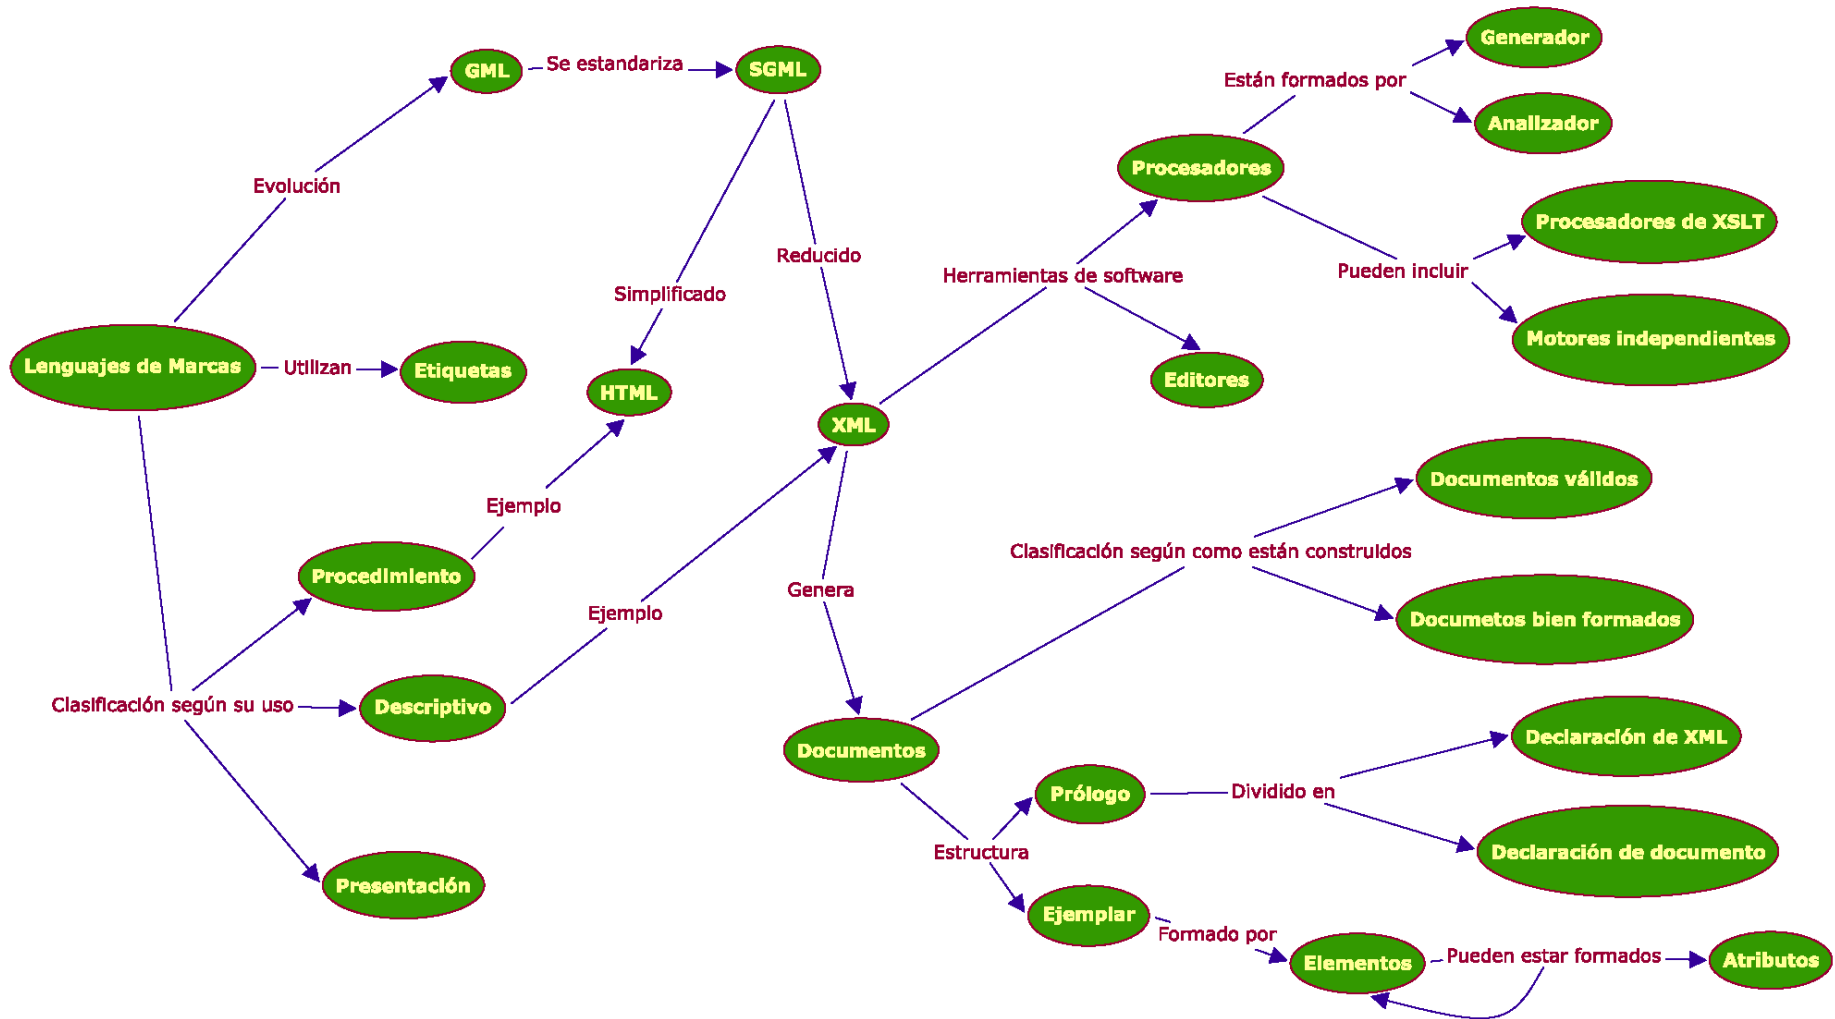 Generador
GML
Se estandariza
SGML
Están formados por
Analizador
Procesadores
Evolución
Procesadores de XSLT
Reducido
Herramientas de software
Pueden incluir
Simplificado
Motores independientes
Lenguajes de Marcas
Utilizan
Etiquetas
HTML
Editores
XML
Documentos válidos
Ejemplo
Clasificación según como están construidos
Procedimiento
Genera
Ejemplo
Documetos bien formados
Clasificación según su uso
Descriptivo
Documentos
Declaración de XML
Prólogo
Dividido en
Estructura
Declaración de documento
Presentación
Ejemplar
Formado por
Elementos
Pueden estar formados
Atributos